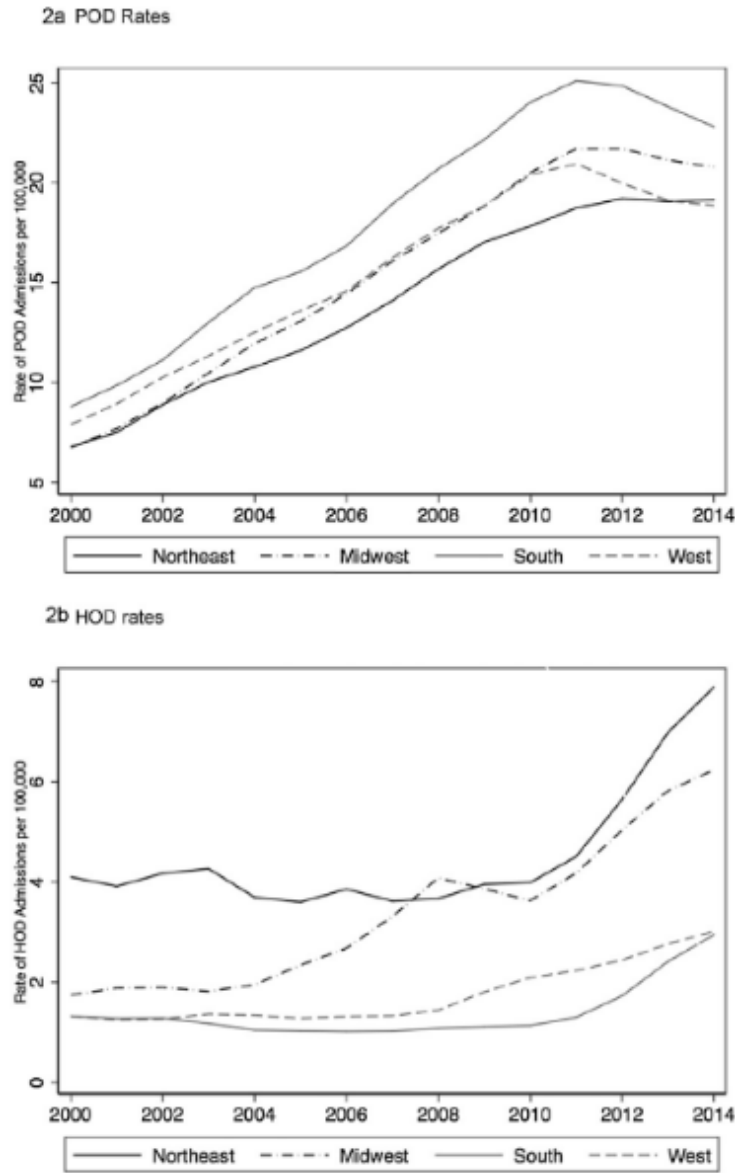 2a POD Rates
Rate of POD Admissions per 100,000
25
20
15
10
5
2000 2002 2004 2006 2008 2010 2012 2014
Northeast Midwest South West
2b HOD rates
Rate of HOD Admissions per 100,000
8
6
4
2
0
2000 2002 2004 2006 2008 2010 2012 2014
Northeast Midwest South West